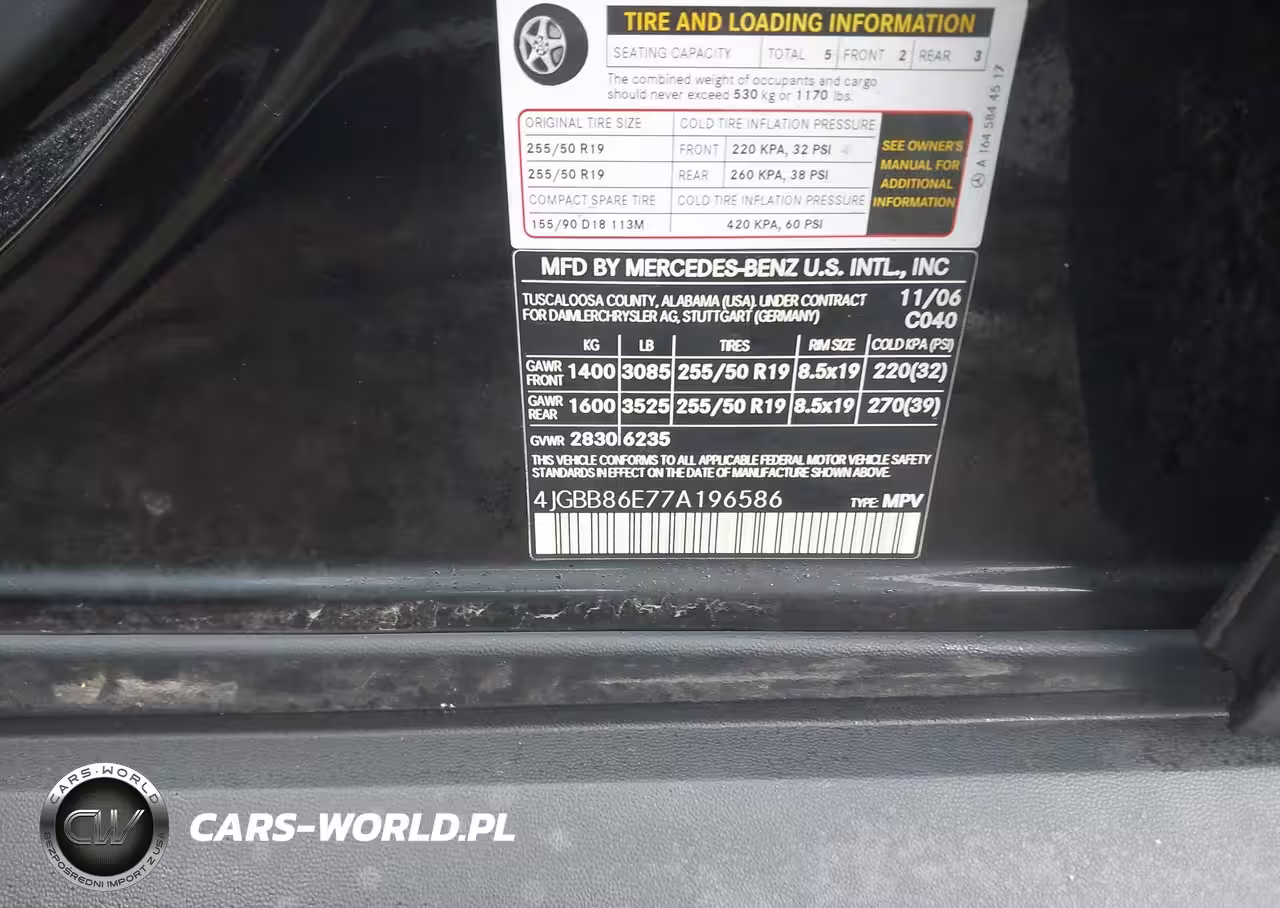 TIRE AND LOADING INFORMATION
SEATING CAPACITY TOTAL 5 FRONT 2 REAR 3
The combined weight of occupants and cargo
should never exceed 530 kg or 1170 lbs.
ORIGINAL TIRE SIZE COLD TIRE INFLATION PRESSURE
255/50 R19 FRONT 220 KPA, 32 PSI
255/50 R19 REAR 260 KPA, 38 PSI
COMPACT SPARE TIRE COLD TIRE INFLATION PRESSURE
155/90 D18 113M 420 KPA, 60 PSI
SEE OWNER'S
MANUAL FOR
ADDITIONAL
INFORMATION
A 164 584 45 17
MFD BY MERCEDES-BENZ U.S. INTL., INC
TUSCALOOSA COUNTY, ALABAMA (USA), UNDER CONTRACT 11/06
FOR DAIMLERCHRYSLER AG, STUTTGART (GERMANY) C040
KG LB TIRES RIM SIZE COLD KPA (PSI)
GAWR FRONT 1400 3085 255/50 R19 8.5x19 220(32)
GAWR REAR 1600 3525 255/50 R19 8.5x19 270(39)
GVWR 2830 6235
THIS VEHICLE CONFORMS TO ALL APPLICABLE FEDERAL MOTOR VEHICLE SAFETY
STANDARDS IN EFFECT ON THE DATE OF MANUFACTURE SHOWN ABOVE.
4JGBB86E77A196586 TYPE: MPV
CARS-WORLD
CW
BEZPOŚREDNI IMPORT Z USA
CARS-WORLD.PL